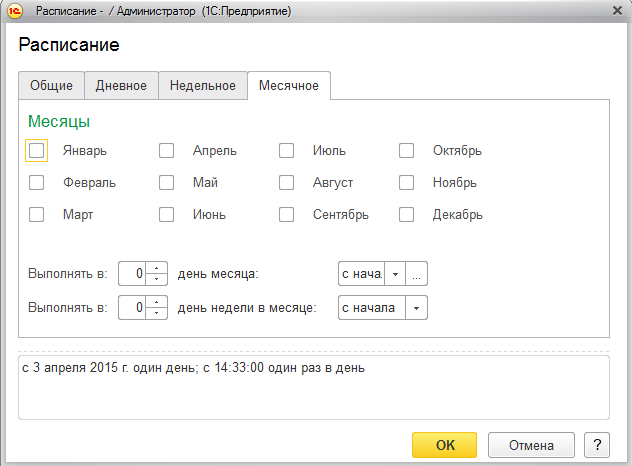 1С Расписание - / Администратор (1С:Предприятие)
Расписание
Общие Дневное Недельное Месячное
Месяцы
Январь Апрель Июль Октябрь
Февраль Май Август Ноябрь
Март Июнь Сентябрь Декабрь
Выполнять в: 0 день месяца: с нача. ...
Выполнять в: 0 день недели в месяце: с начала
с 3 апреля 2015 г. один день; с 14:33:00 один раз в день
OK Отмена ?